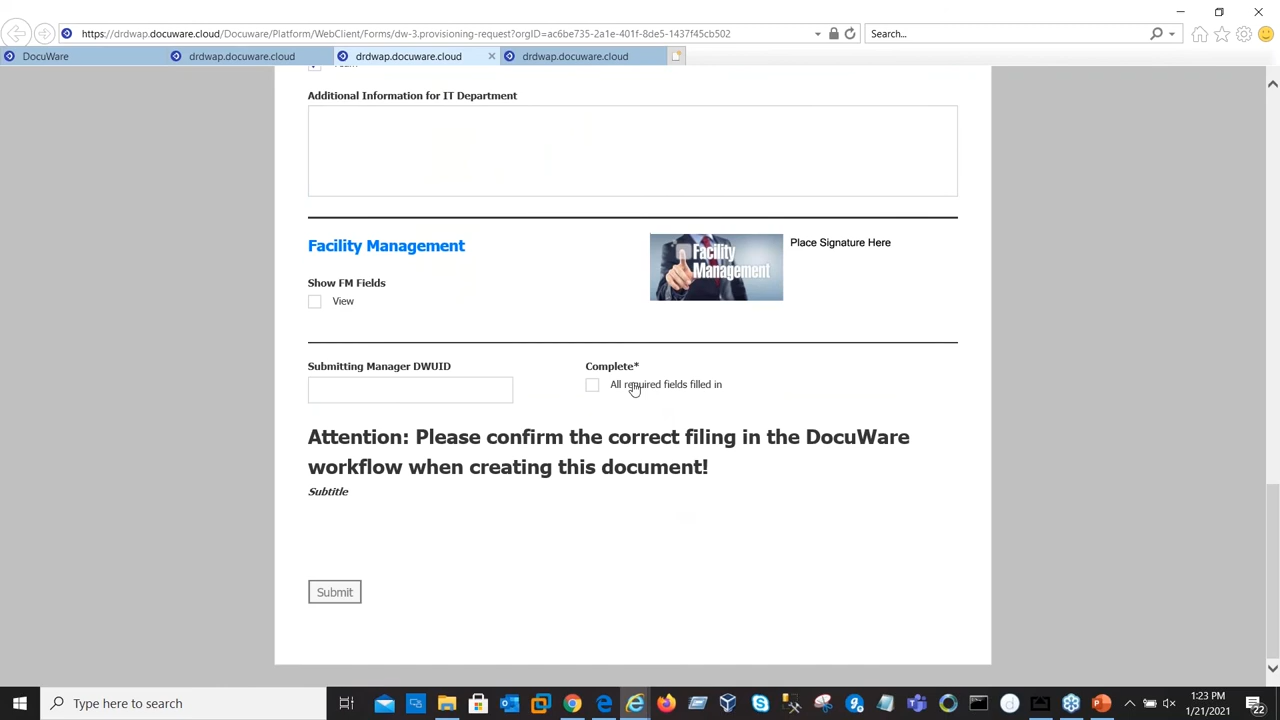 https://drdwap.docuware.cloud/Docuware/Platform/WebClient/Forms/dw-3.provisioning-request?orgID=ac6be735-2a1e-401f-8de5-1437f45cb502
Search...
DocuWare
drdwap.docuware.cloud
drdwap.docuware.cloud
drdwap.docuware.cloud
Additional Information for IT Department
Facility Management
Facility
Management
Place Signature Here
Show FM Fields
View
Submitting Manager DWUID
Complete*
All required fields filled in
Attention: Please confirm the correct filing in the DocuWare
workflow when creating this document!
Subtitle
Submit
Type here to search
1:23 PM
1/21/2021
22